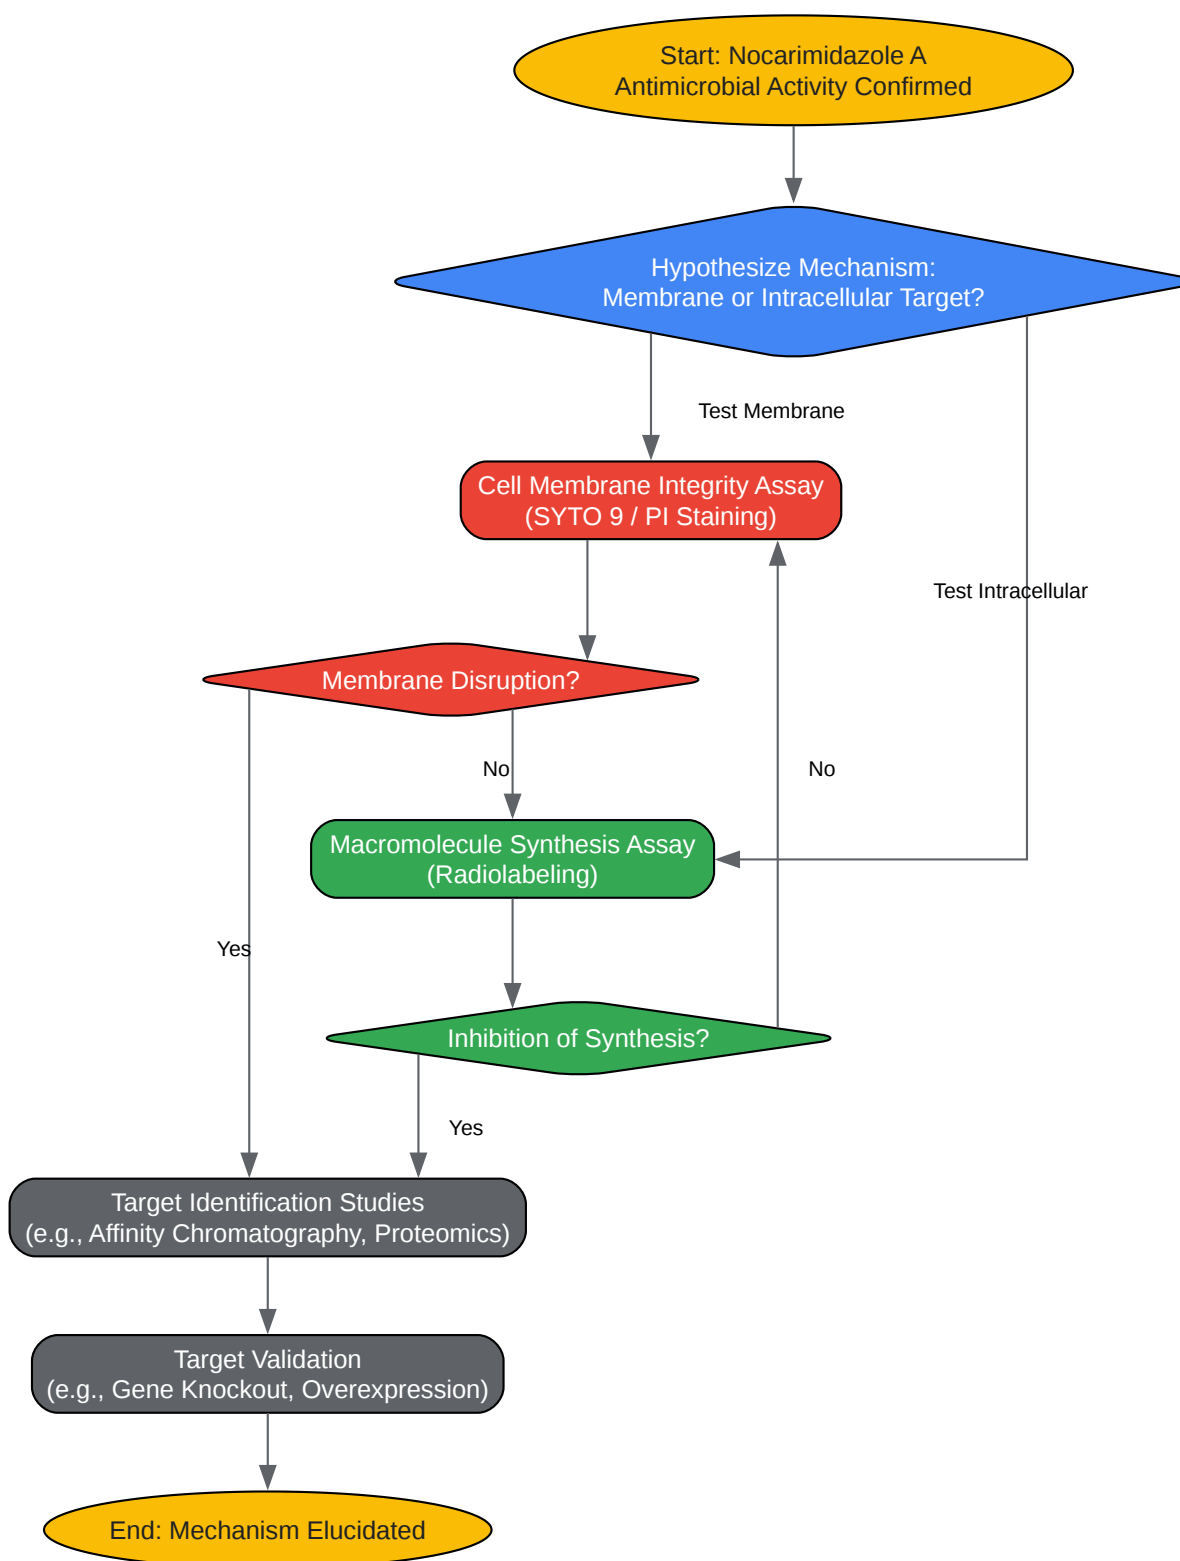 Start: Nocarimidazole A
Antimicrobial Activity Confirmed
Hypothesize Mechanism:
Membrane or Intracellular Target?
Test Membrane
Cell Membrane Integrity Assay
(SYTO 9 / PI Staining)
Test Intracellular
Membrane Disruption?
No
No
Macromolecule Synthesis Assay
(Radiolabeling)
Yes
Inhibition of Synthesis?
Yes
Target Identification Studies
(e.g., Affinity Chromatography, Proteomics)
Target Validation
(e.g., Gene Knockout, Overexpression)
End: Mechanism Elucidated